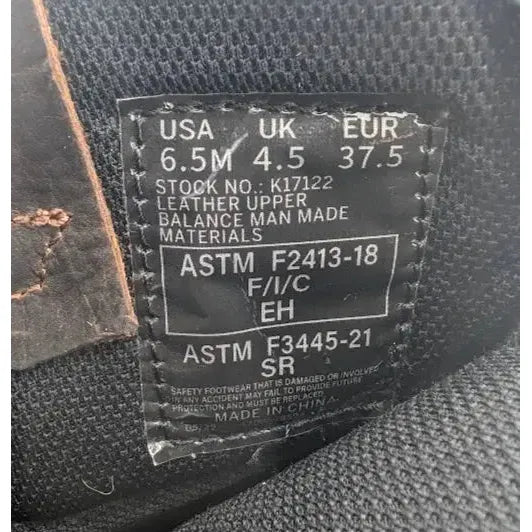 USA UK EUR
6.5M 4.5 37.5
STOCK NO.: K17122
LEATHER UPPER
BALANCE MAN MADE
MATERIALS
ASTM F2413-18
F/I/C
EH
ASTM F3445-21
SR
SAFETY FOOTWEAR THAT IS DAMAGED OR INVOLVED
IN ANY ACCIDENT MAY FAIL TO PROVIDE FUTURE
PROTECTION AND MUST BE REPLACED.
MADE IN CHINA